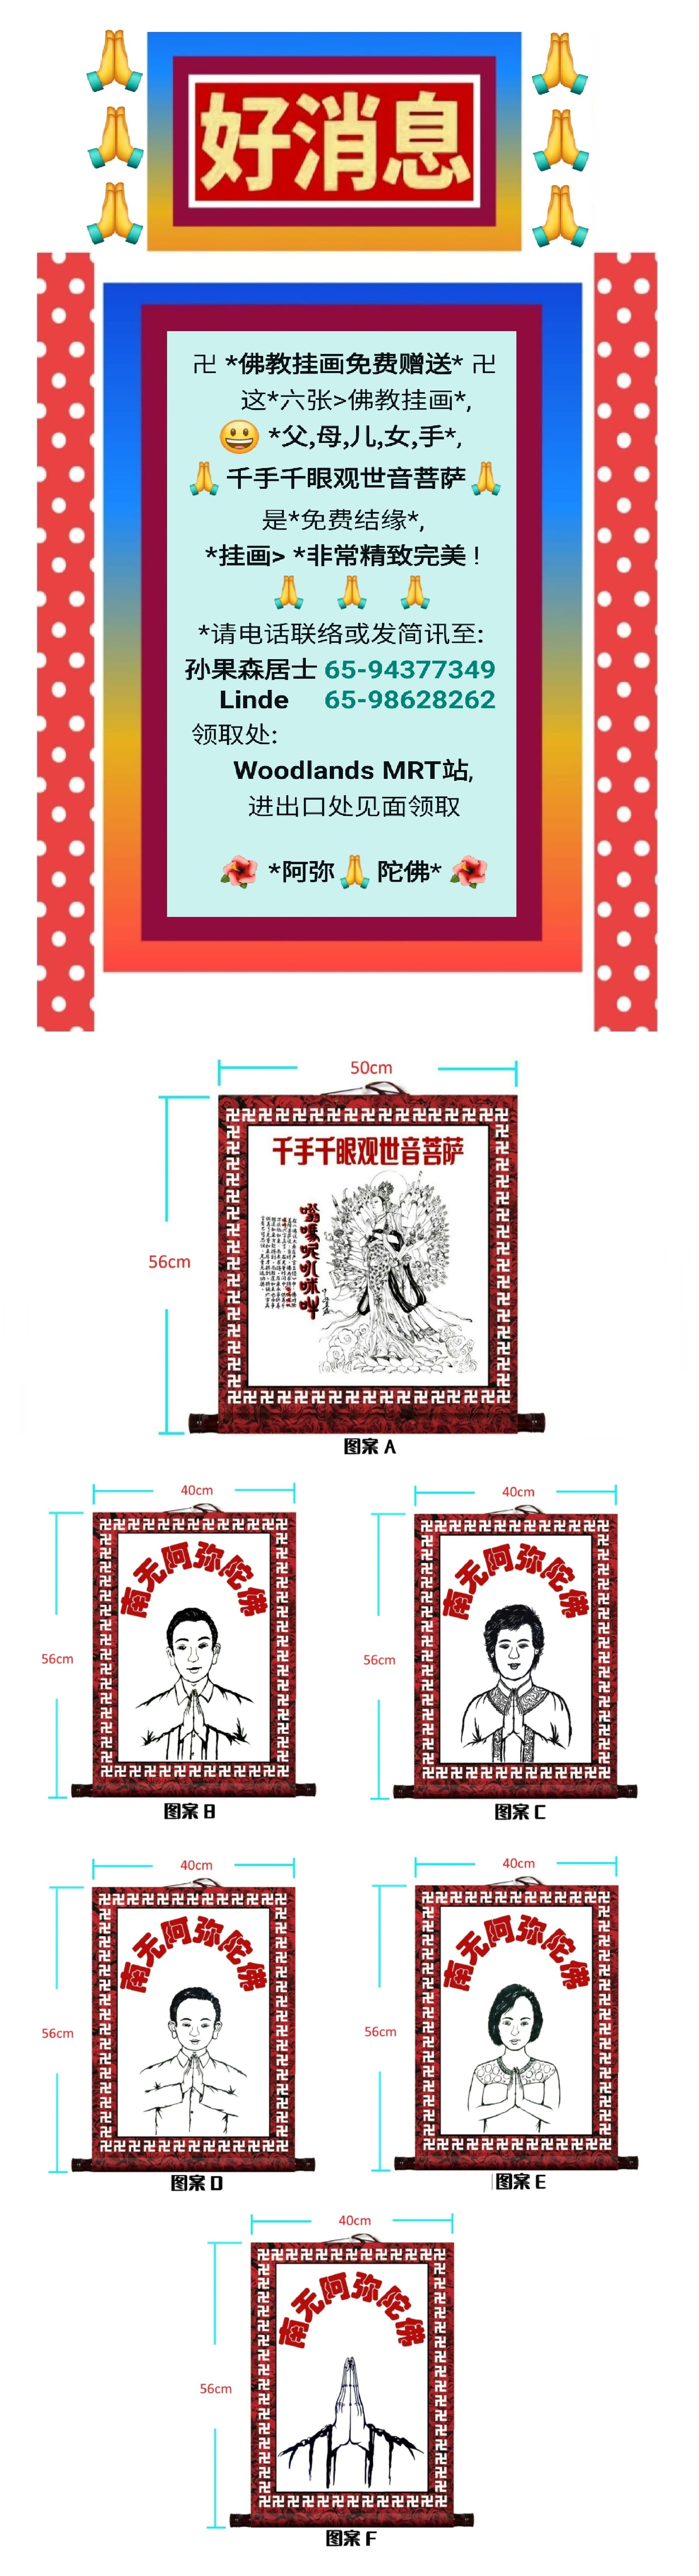 好消息
卍 *佛教挂画免费赠送* 卍
这*六张>佛教挂画*,
😀 *父,母,儿,女,手*,
🙏 千手千眼观世音菩萨 🙏
是*免费结缘*,
*挂画> *非常精致完美 !
🙏 🙏 🙏
*请电话联络或发简讯至:
孙果森居士 65-94377349
Linde 65-98628262
领取处:
Woodlands MRT站,
进出口处见面领取
🌺 *阿弥 🙏 陀佛* 🌺
50cm
56cm
千手千眼观世音菩萨
图案 A
40cm
40cm
56cm
56cm
南无阿弥陀佛
南无阿弥陀佛
图案 B
图案 C
40cm
40cm
56cm
56cm
南无阿弥陀佛
南无阿弥陀佛
图案 D
图案 E
40cm
56cm
南无阿弥陀佛
图案 F